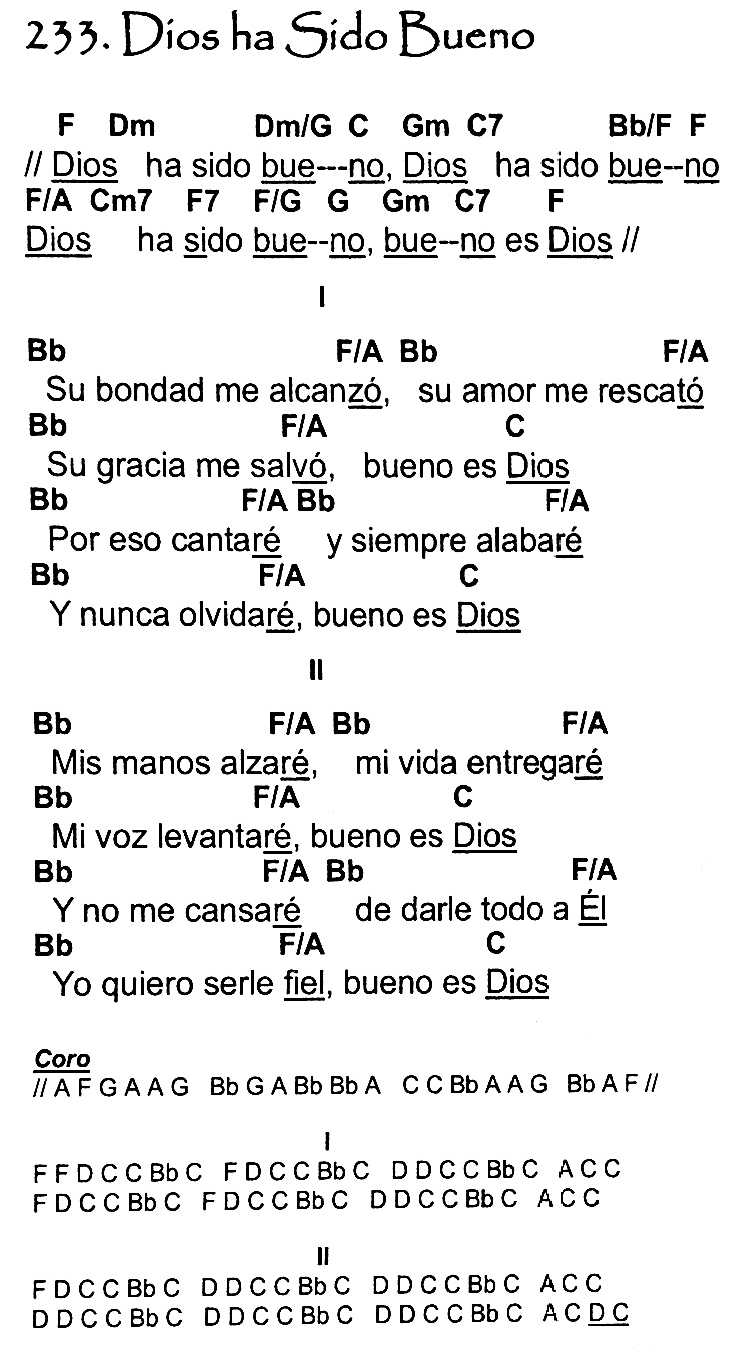 233. Dios ha Sido Bueno
F Dm Dm/G C Gm C7 Bb/F F
// Dios ha sido bue---no, Dios ha sido bue--no
F/A Cm7 F7 F/G G Gm C7 F
Dios ha sido bue--no, bue--no es Dios //
I
Bb F/A Bb F/A
Su bondad me alcanzó, su amor me rescató
Bb F/A C
Su gracia me salvó, bueno es Dios
Bb F/A Bb F/A
Por eso cantaré y siempre alabaré
Bb F/A C
Y nunca olvidaré, bueno es Dios
II
Bb F/A Bb F/A
Mis manos alzaré, mi vida entregaré
Bb F/A C
Mi voz levantaré, bueno es Dios
Bb F/A Bb F/A
Y no me cansaré de darle todo a Él
Bb F/A C
Yo quiero serle fiel, bueno es Dios
Coro
// A F G A A G Bb G A Bb Bb A C C Bb A A G Bb A F //
I
F F D C C Bb C F D C C Bb C D D C C Bb C A C C
F D C C Bb C F D C C Bb C D D C C Bb C A C C
II
F D C C Bb C D D C C Bb C D D C C Bb C A C C
D D C C Bb C D D C C Bb C D D C C Bb C A C D C